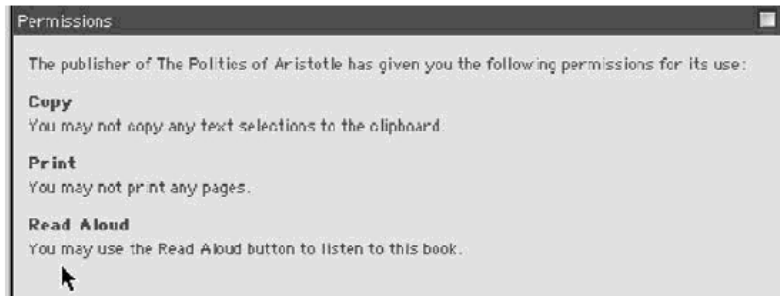 Permissions
The publisher of The Politics of Aristotle has given you the following permissions for its use:
Copy
You may not copy any text selections to the clipboard.
Print
You may not print any pages.
Read Aloud
You may use the Read Aloud button to listen to this book.